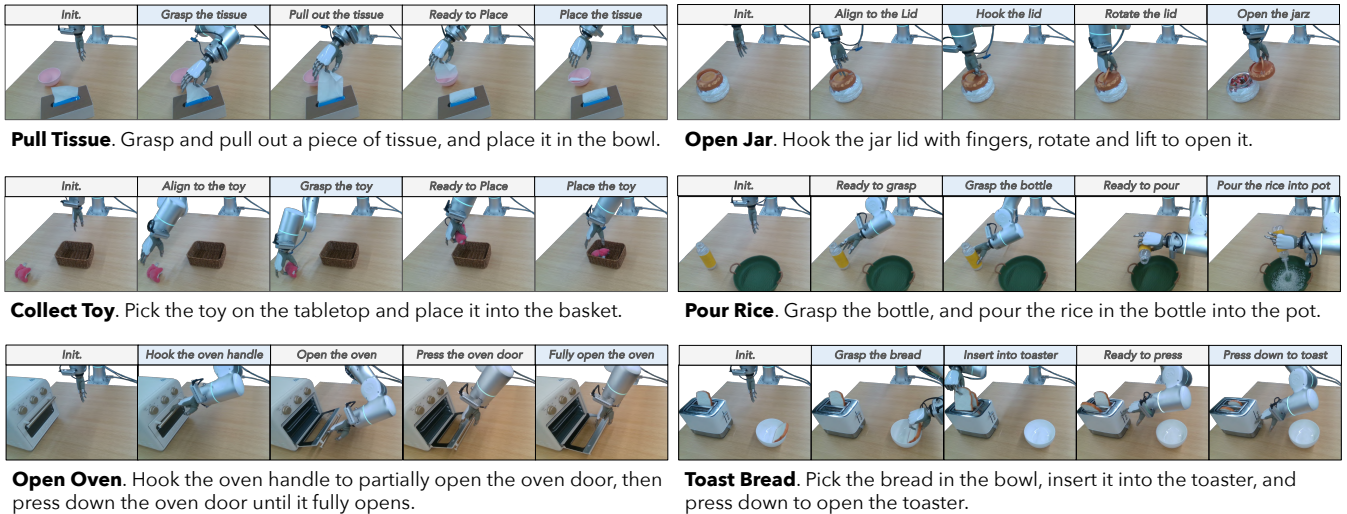 Init. Grasp the tissue Pull out the tissue Ready to Place Place the tissue
Pull Tissue. Grasp and pull out a piece of tissue, and place it in the bowl.
Init. Align to the Lid Hook the lid Rotate the lid Open the jarz
Open Jar. Hook the jar lid with fingers, rotate and lift to open it.
Init. Align to the toy Grasp the toy Ready to Place Place the toy
Collect Toy. Pick the toy on the tabletop and place it into the basket.
Init. Ready to grasp Grasp the bottle Ready to pour Pour the rice into pot
Pour Rice. Grasp the bottle, and pour the rice in the bottle into the pot.
Init. Hook the oven handle Open the oven Press the oven door Fully open the oven
Open Oven. Hook the oven handle to partially open the oven door, then
press down the oven door until it fully opens.
Init. Grasp the bread Insert into toaster Ready to press Press down to toast
Toast Bread. Pick the bread in the bowl, insert it into the toaster, and
press down to open the toaster.